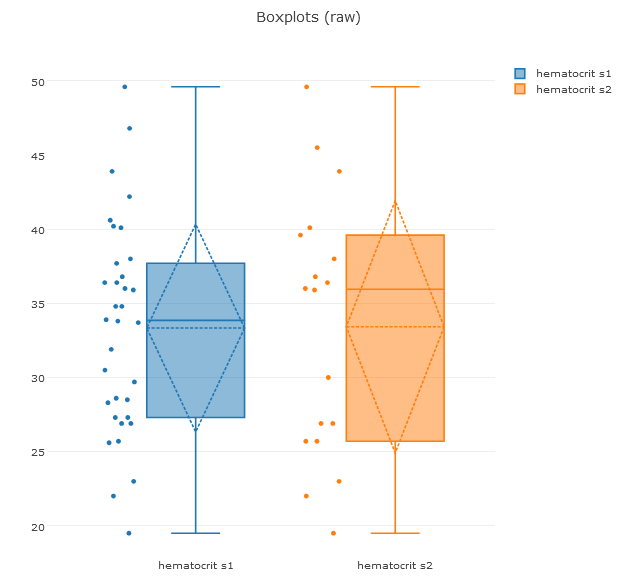 Boxplots (raw)
hematocrit s1
hematocrit s2
50
45
40
35
30
25
20
hematocrit s1
hematocrit s2